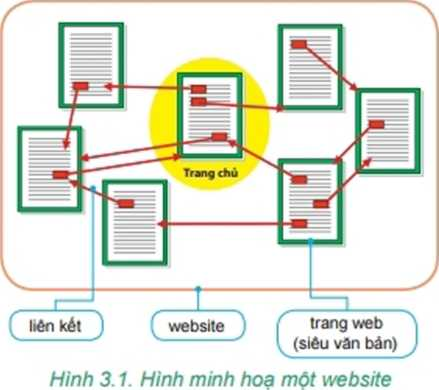 Trang chủ
liên kết
website
trang web
(siêu văn bản)
Hình 3.1. Hình minh hoạ một website